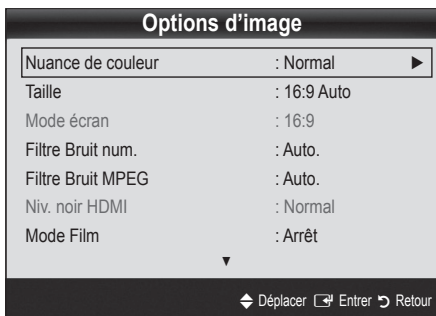 Options d'image
Nuance de couleur : Normal ►
Taille : 16:9 Auto
Mode écran : 16:9
Filtre Bruit num. : Auto.
Filtre Bruit MPEG : Auto.
Niv. noir HDMI : Normal
Mode Film : Arrêt
▼
Déplacer Entrer Retour